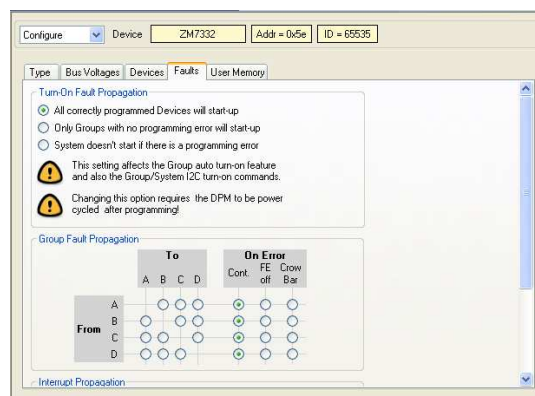 Configure Device ZM7332 Addr = 0x5e ID = 65535
Type Bus Voltages Devices Faults User Memory
Turn-On Fault Propagation
All correctly programmed Devices will start-up
Only Groups with no programming error will start-up
System doesn't start if there is a programming error
This setting affects the Group auto turn-on feature
and also the Group/System I2C turn-on commands.
Changing this option requires the DPM to be power
cycled after programming!
Group Fault Propagation
To On Error
A B C D Cont. FE off Crow Bar
From
A
B
C
D
Interrupt Propagation